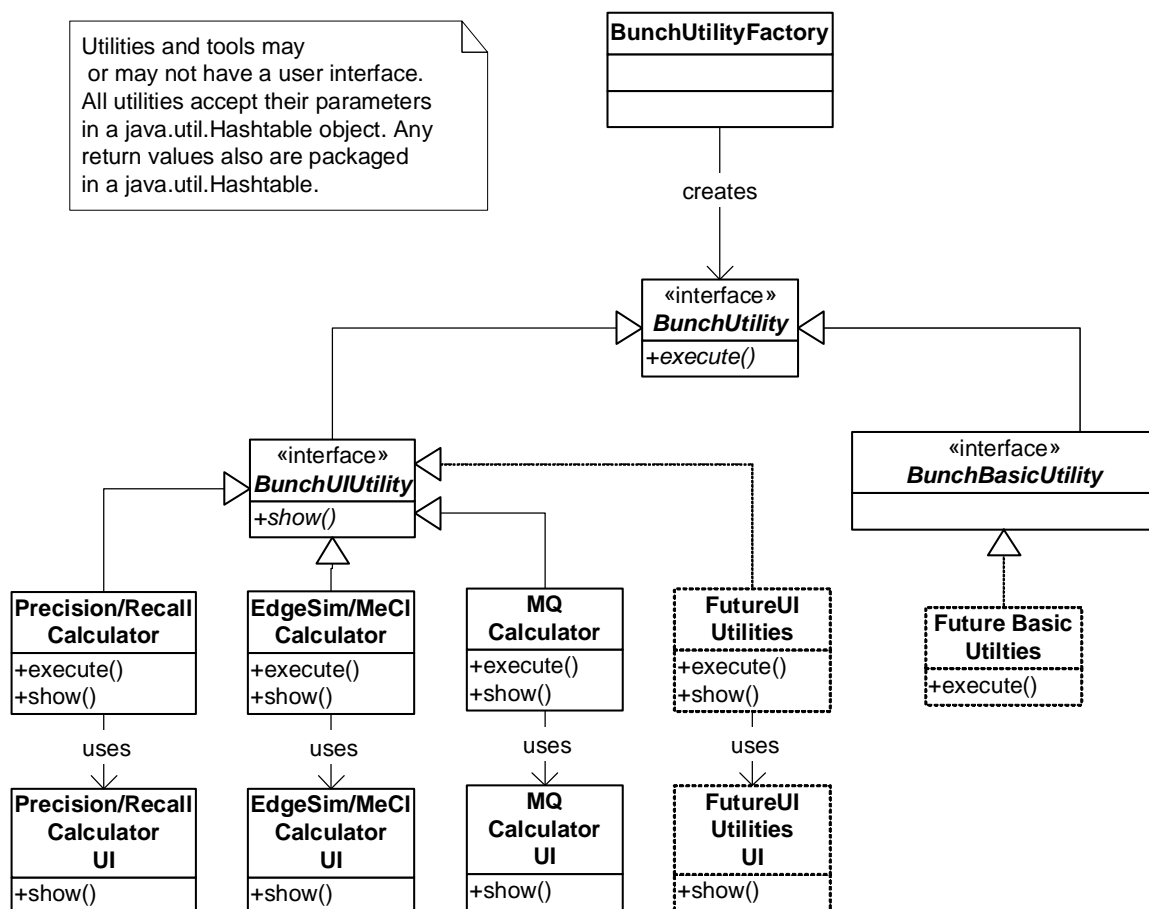 Utilities and tools may
or may not have a user interface.
All utilities accept their parameters
in a java.util.Hashtable object. Any
return values also are packaged
in a java.util.Hashtable.
BunchUtilityFactory
creates
«interface»
BunchUtility
+execute()
«interface»
BunchUIUtility
+show()
«interface»
BunchBasicUtility
Precision/Recall
Calculator
+execute()
+show()
EdgeSim/MeCl
Calculator
+execute()
+show()
MQ
Calculator
+execute()
+show()
FutureUI
Utilities
+execute()
+show()
Future Basic
Utilties
+execute()
uses
uses
uses
uses
Precision/Recall
Calculator
UI
+show()
EdgeSim/MeCl
Calculator
UI
+show()
MQ
Calculator
UI
+show()
FutureUI
Utilities
UI
+show()